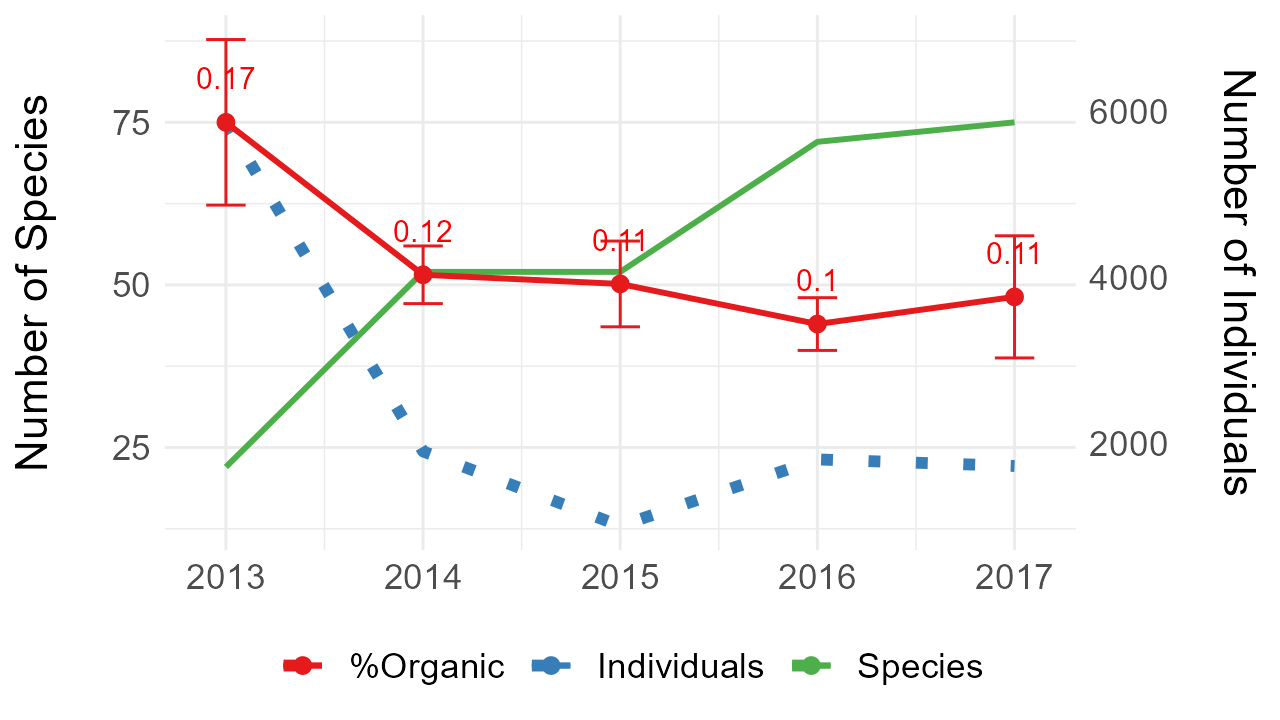 Number of Species
75
50
25
0.17
0.12
0.11
0.1
0.11
6000
4000
2000
Number of Individuals
2013 2014 2015 2016 2017
%Organic Individuals Species